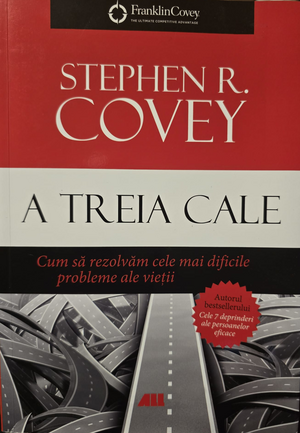 FranklinCovey
THE ULTIMATE COMPETITIVE ADVANTAGE
STEPHEN R.
COVEY
A TREIA CALE
Cum să rezolvăm cele mai dificile
probleme ale vieții
Autorul
bestsellerului
Cele 7 deprinderi
ale persoanelor
eficace
ALL